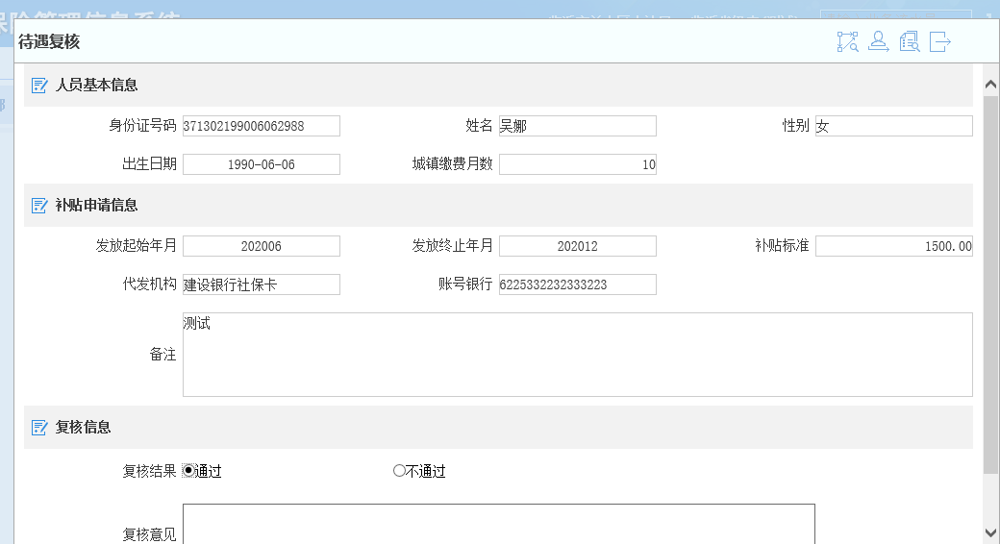 保险管理信息系统
待遇复核
人员基本信息
身份证号码 371302199006062988 姓名 吴娜 性别 女
出生日期 1990-06-06 城镇缴费月数 10
补贴申请信息
发放起始年月 202006 发放终止年月 202012 补贴标准 1500.00
代发机构 建设银行社保卡 账号银行 6225332232333223
备注 测试
复核信息
复核结果 通过 不通过
复核意见